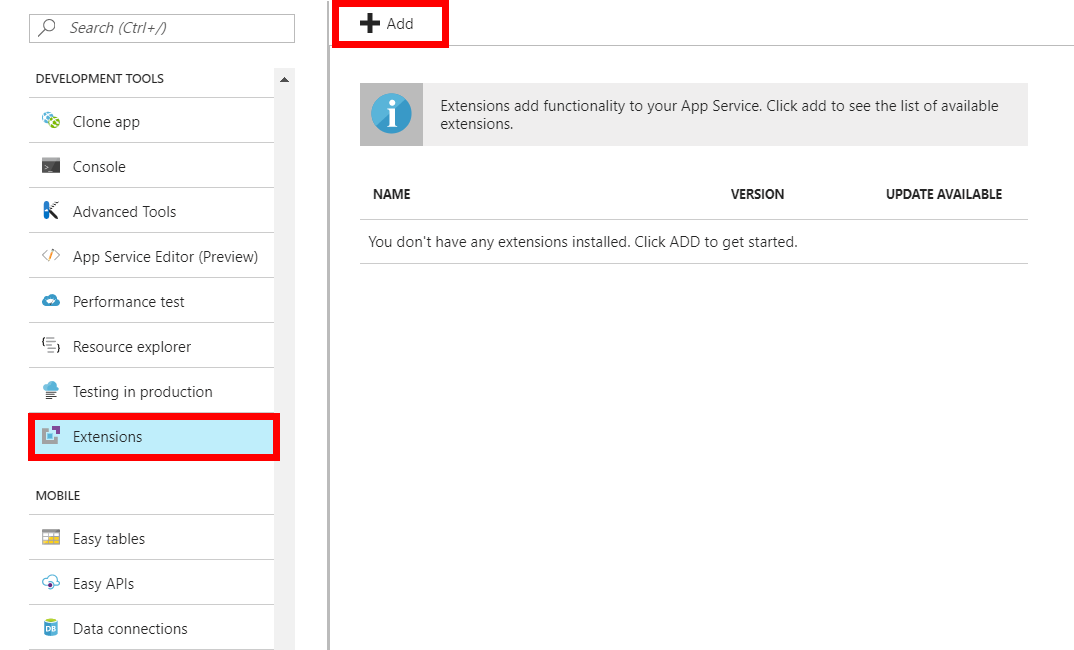 Search (Ctrl+/)
DEVELOPMENT TOOLS
Clone app
Console
Advanced Tools
App Service Editor (Preview)
Performance test
Resource explorer
Testing in production
Extensions
MOBILE
Easy tables
Easy APIs
DB
Data connections
Add
Extensions add functionality to your App Service. Click add to see the list of available
extensions.
NAME VERSION UPDATE AVAILABLE
You don't have any extensions installed. Click ADD to get started.